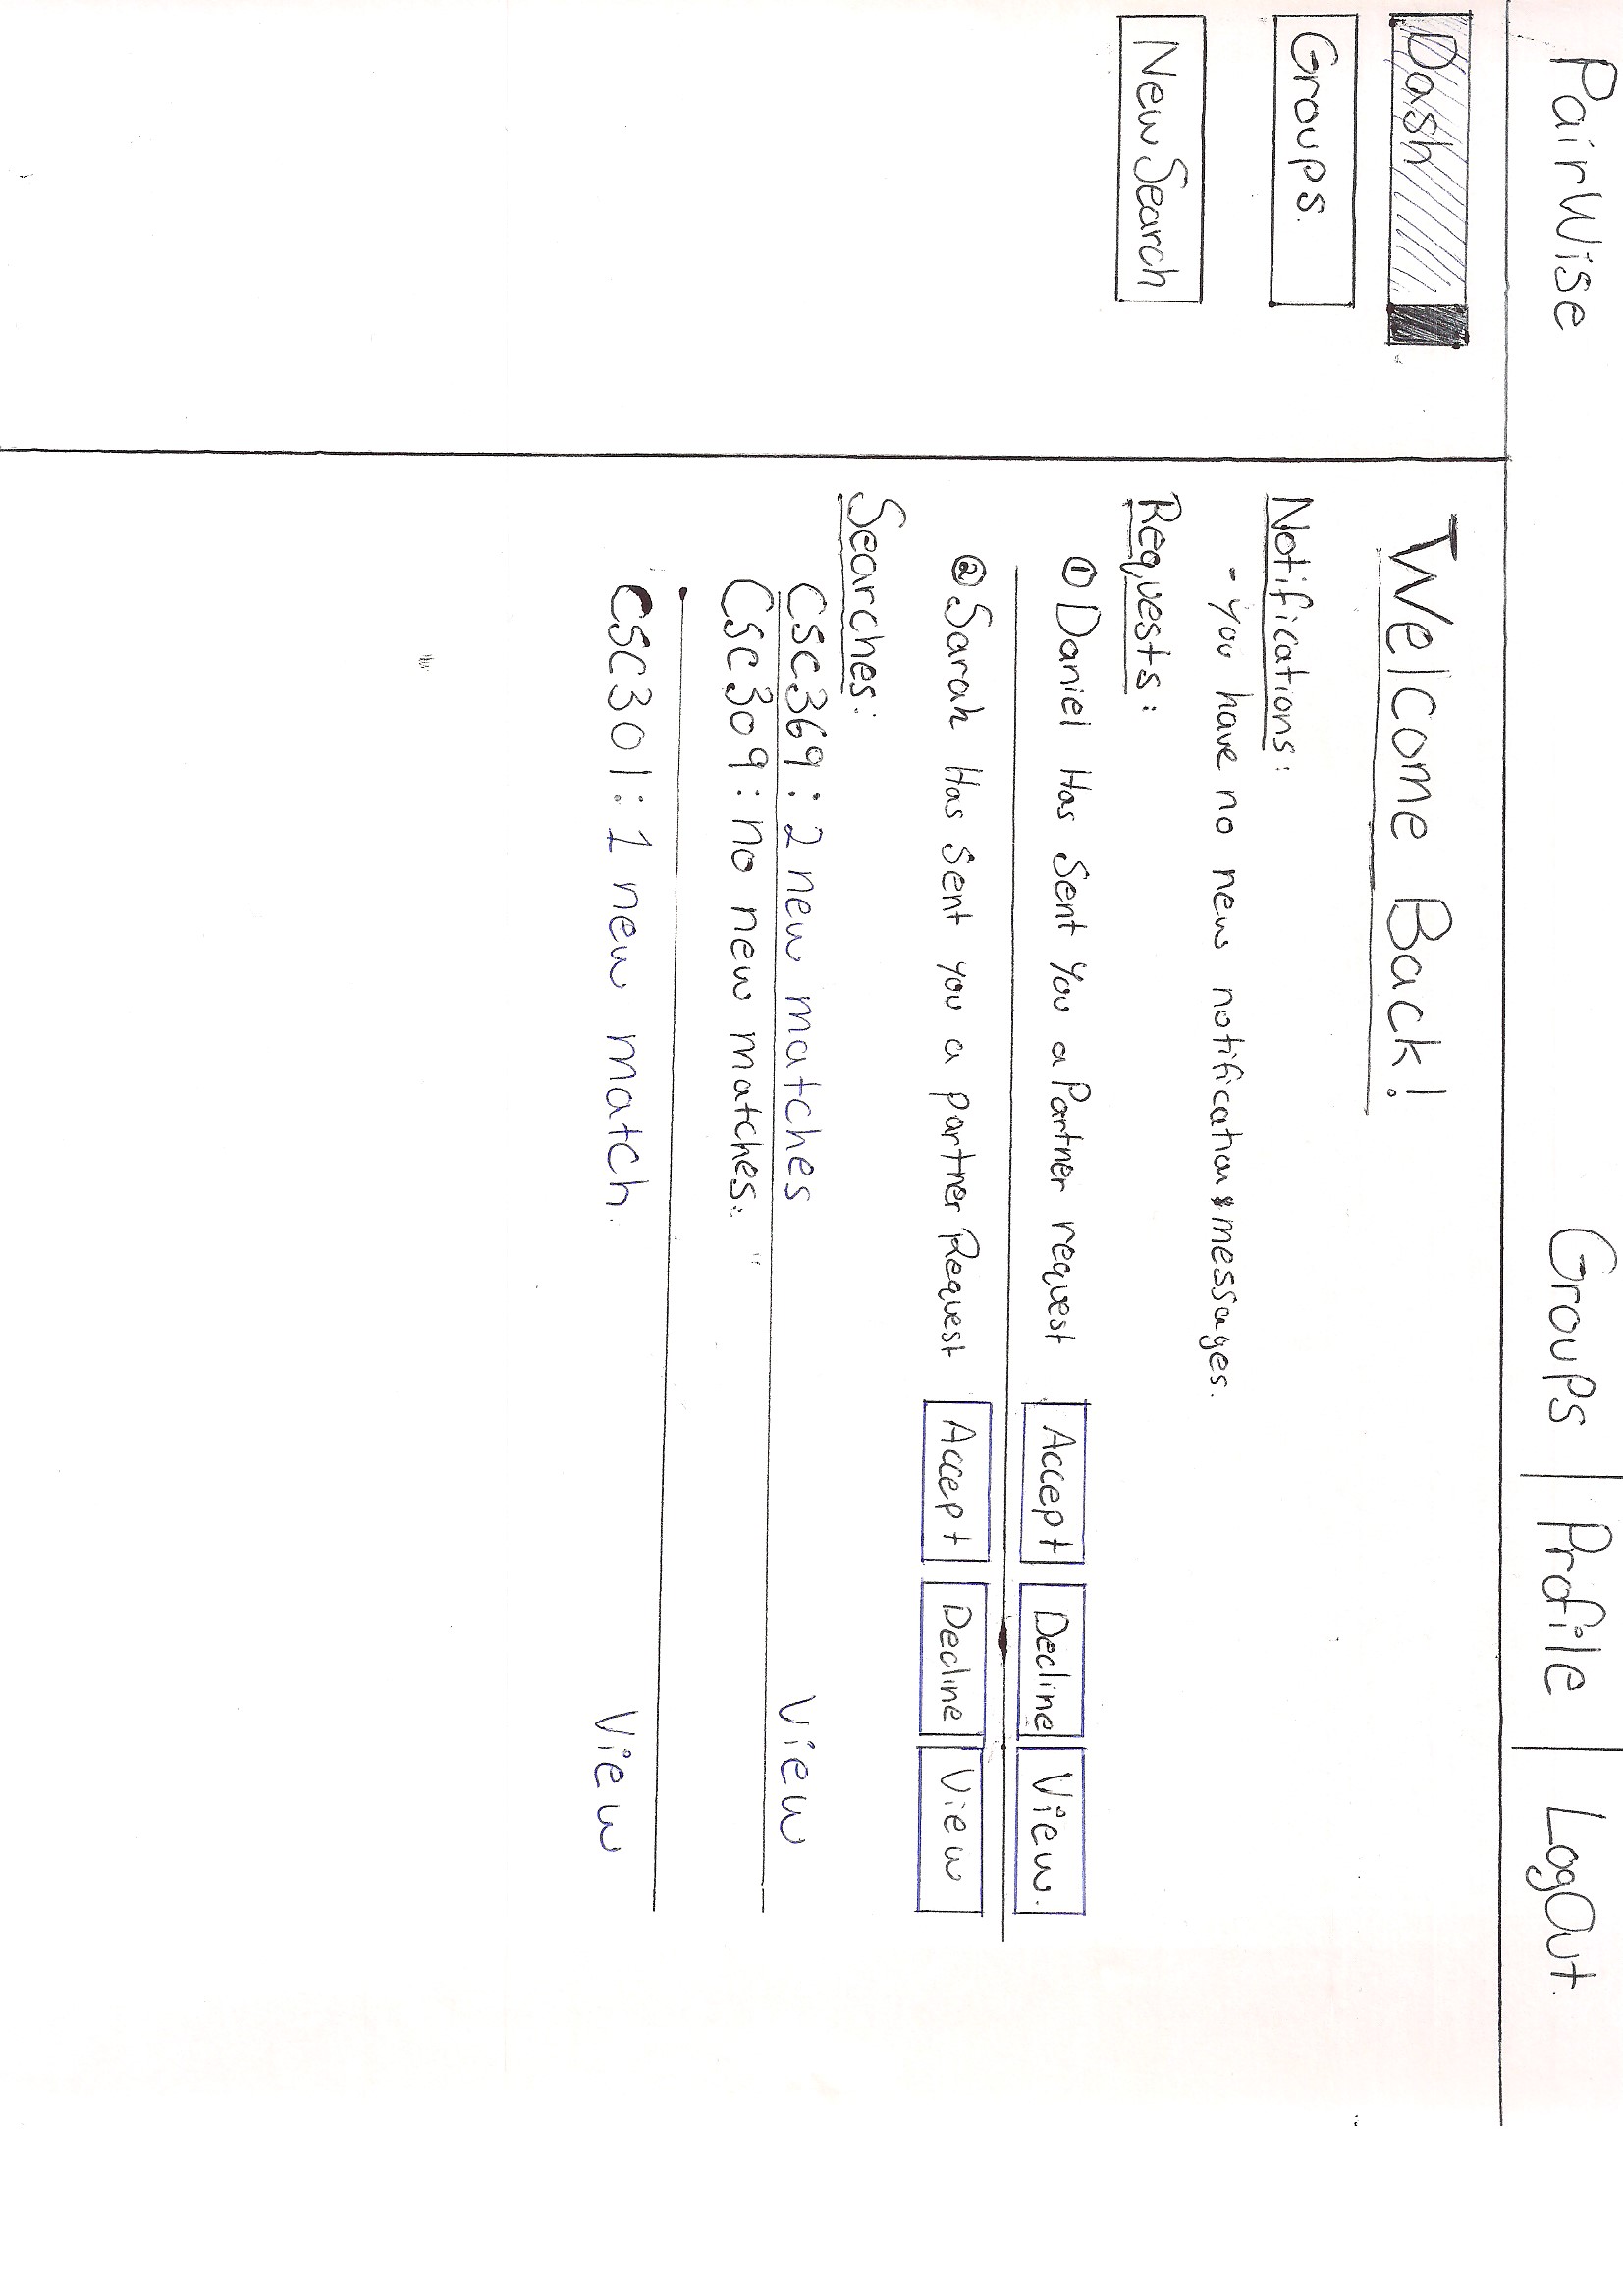 PairWise
Groups | Profile | LogOut.
Dash
Groups.
New Search
Welcome Back!
Notifications:
- You have no new notification & messages.
Requests:
① Daniel Has Sent You a Partner request Accept Decline View.
② Sarah Has Sent you a partner Request Accept Decline View
Searches:
CSC369: 2 new matches View
CSC309: no new matches.
CSC301: 1 new match. View